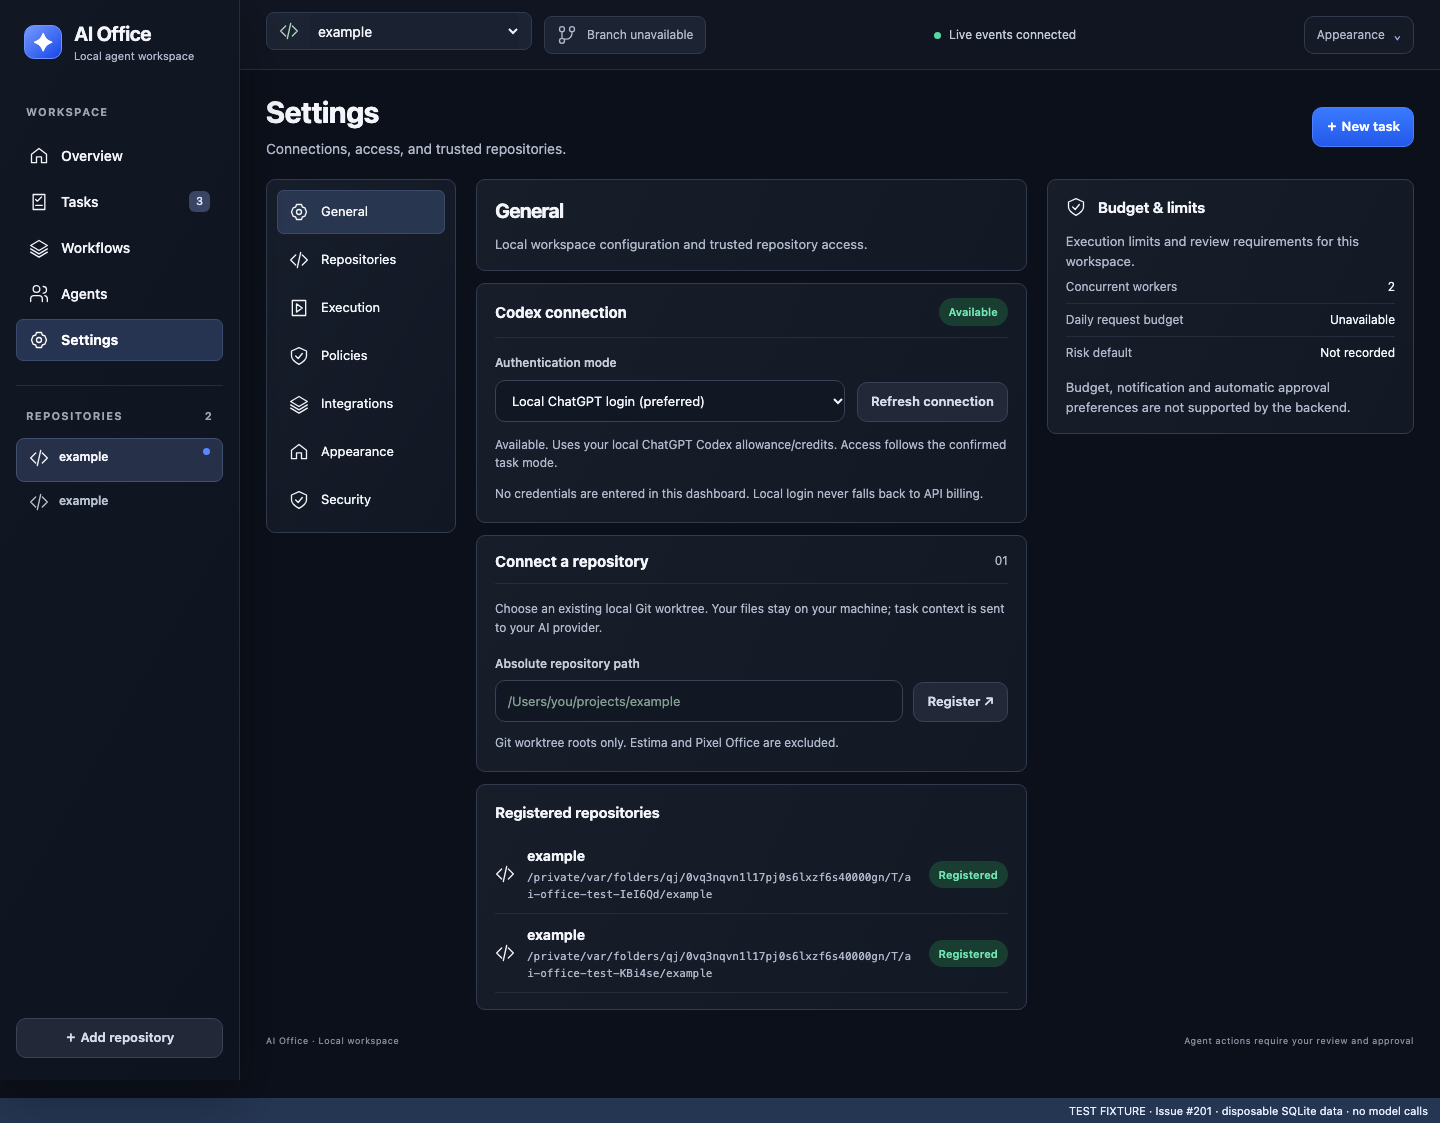 AI Office
Local agent workspace
WORKSPACE
Overview
Tasks
3
Workflows
Agents
Settings
REPOSITORIES
2
example
example
+ Add repository
example
Branch unavailable
Live events connected
Appearance
Settings
Connections, access, and trusted repositories.
+ New task
General
Repositories
Execution
Policies
Integrations
Appearance
Security
General
Local workspace configuration and trusted repository access.
Codex connection
Available
Authentication mode
Local ChatGPT login (preferred)
Refresh connection
Available. Uses your local ChatGPT Codex allowance/credits. Access follows the confirmed
task mode.
No credentials are entered in this dashboard. Local login never falls back to API billing.
Connect a repository
01
Choose an existing local Git worktree. Your files stay on your machine; task context is sent
to your AI provider.
Absolute repository path
/Users/you/projects/example
Register ↗
Git worktree roots only. Estima and Pixel Office are excluded.
Registered repositories
example
/private/var/folders/qj/0vq3nqvn1l17pj0s6lxzf6s40000gn/T/a
i-office-test-IeI6Qd/example
Registered
example
/private/var/folders/qj/0vq3nqvn1l17pj0s6lxzf6s40000gn/T/a
i-office-test-KBi4se/example
Registered
Budget & limits
Execution limits and review requirements for this
workspace.
Concurrent workers
2
Daily request budget
Unavailable
Risk default
Not recorded
Budget, notification and automatic approval
preferences are not supported by the backend.
AI Office · Local workspace
Agent actions require your review and approval
TEST FIXTURE · Issue #201 · disposable SQLite data · no model calls